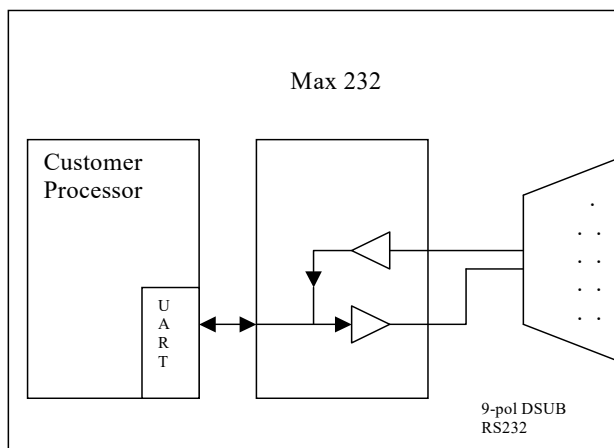 Max 232
Customer
Processor
U
A
R
T
9-pol DSUB
RS232